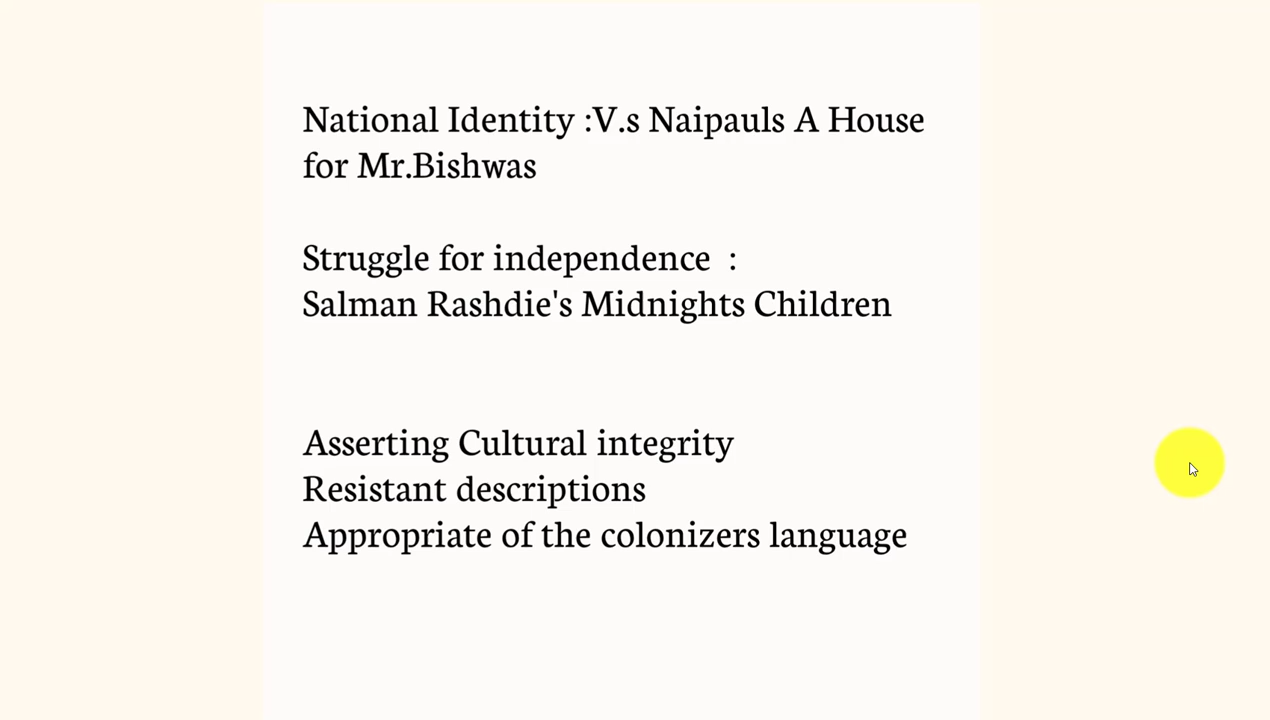 National Identity :V.s Naipauls A House
for Mr.Bishwas
Struggle for independence  :
Salman Rashdie's Midnights Children
Asserting Cultural integrity
Resistant descriptions
Appropriate of the colonizers language